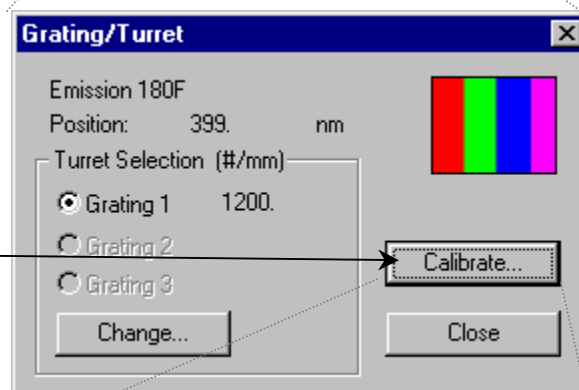 Grating/Turret
Emission 180F
Position: 399. nm
Turret Selection (#/mm)
Grating 1 1200.
Grating 2
Grating 3
Calibrate...
Change...
Close